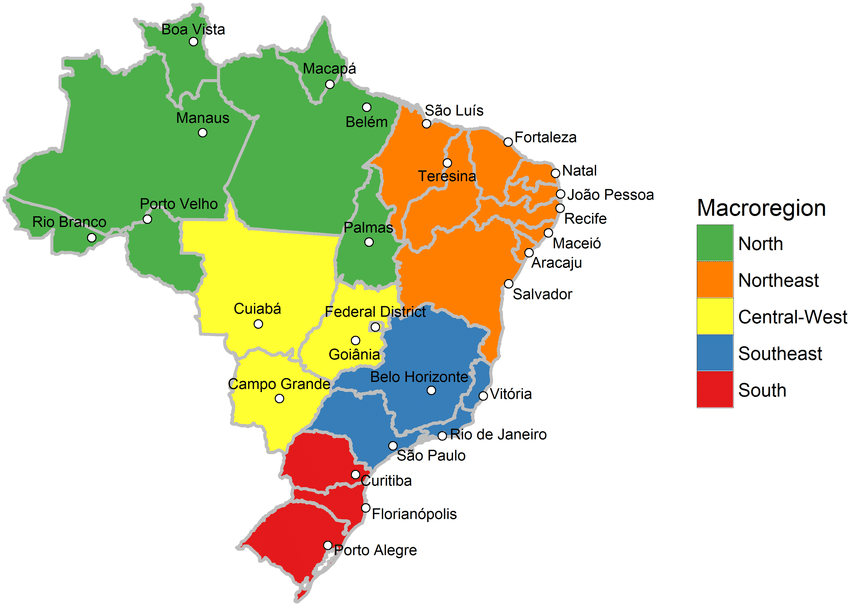 Boa Vista
Macapá
Belém
Manaus
São Luís
Fortaleza
Teresina
Natal
João Pessoa
Recife
Maceió
Aracaju
Salvador
Porto Velho
Rio Branco
Palmas
Cuiabá
Federal District
Goiânia
Campo Grande
Belo Horizonte
Vitória
Rio de Janeiro
São Paulo
Curitiba
Florianópolis
Porto Alegre
Macroregion
North
Northeast
Central-West
Southeast
South